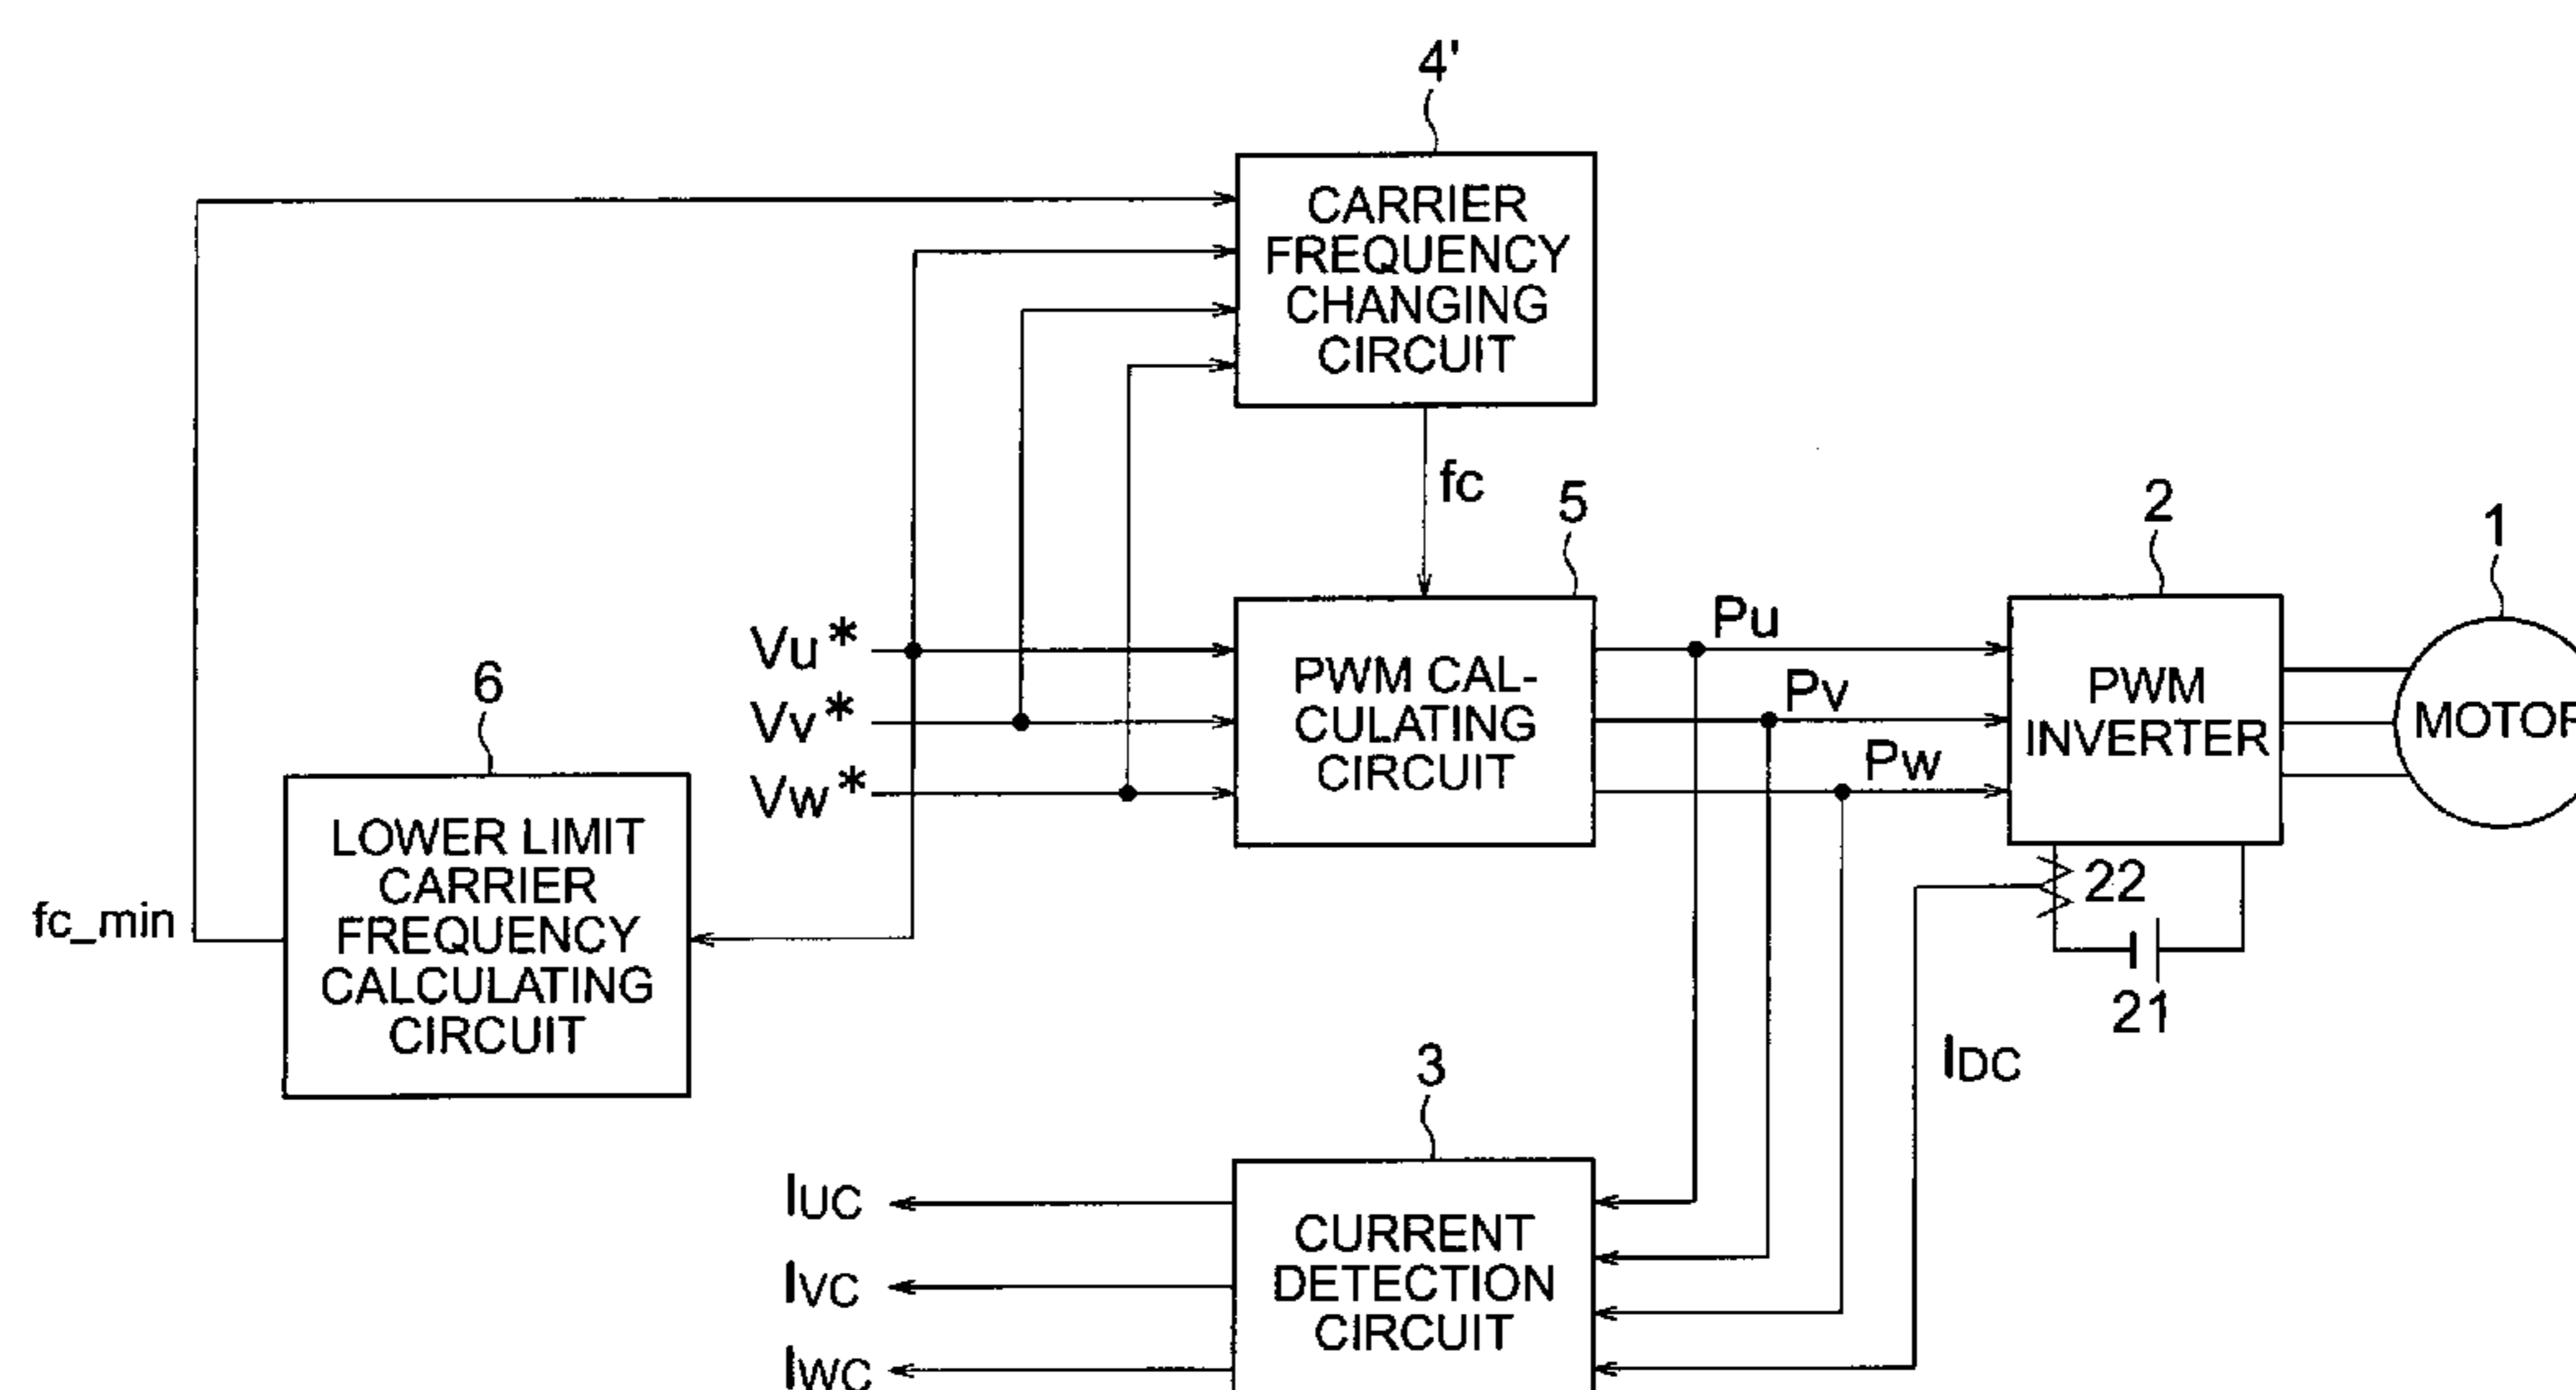 4'
CARRIER
FREQUENCY
CHANGING
CIRCUIT
fc
5
2
1
Pu
Vu*
PWM CAL-
CULATING
CIRCUIT
Pv
PWM
INVERTER
MOTOR
6
Vv*
Pw
Vw*
LOWER LIMIT
CARRIER
FREQUENCY
CALCULATING
CIRCUIT
fc_min
22
21
IDC
3
IUC
CURRENT
DETECTION
CIRCUIT
IVC
IWC